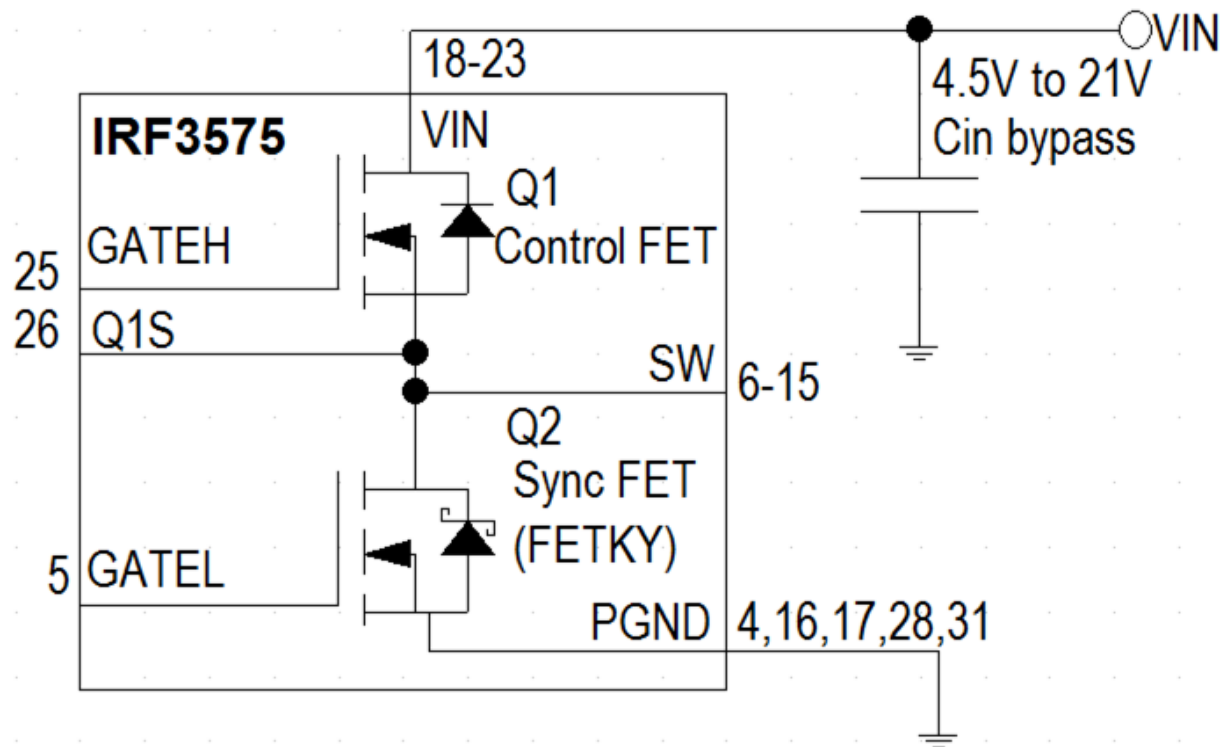 VIN
18-23
4.5V to 21V
Cin bypass
IRF3575
VIN
Q1
Control FET
25
GATEH
26
Q1S
SW
6-15
Q2
Sync FET
(FETKY)
5
GATEL
PGND
4,16,17,28,31